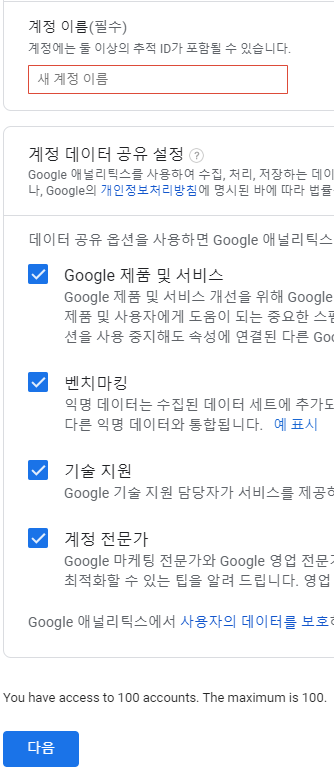 계정 이름(필수)
계정에는 둘 이상의 추적 ID가 포함될 수 있습니다.
새 계정 이름
계정 데이터 공유 설정 ?
Google 애널리틱스를 사용하여 수집, 처리, 저장하는 데이
나, Google의 개인정보처리방침에 명시된 바에 따라 법률
데이터 공유 옵션을 사용하면 Google 애널리틱스
Google 제품 및 서비스
Google 제품 및 서비스 개선을 위해 Google
제품 및 사용자에게 도움이 되는 중요한 스팸
션을 사용 중지해도 속성에 연결된 다른 Goo
벤치마킹
익명 데이터는 수집된 데이터 세트에 추가되
다른 익명 데이터와 통합됩니다. 예 표시
기술 지원
Google 기술 지원 담당자가 서비스를 제공하
계정 전문가
Google 마케팅 전문가와 Google 영업 전문가
최적화할 수 있는 팁을 알려 드립니다. 영업
Google 애널리틱스에서 사용자의 데이터를 보호하
You have access to 100 accounts. The maximum is 100.
다음